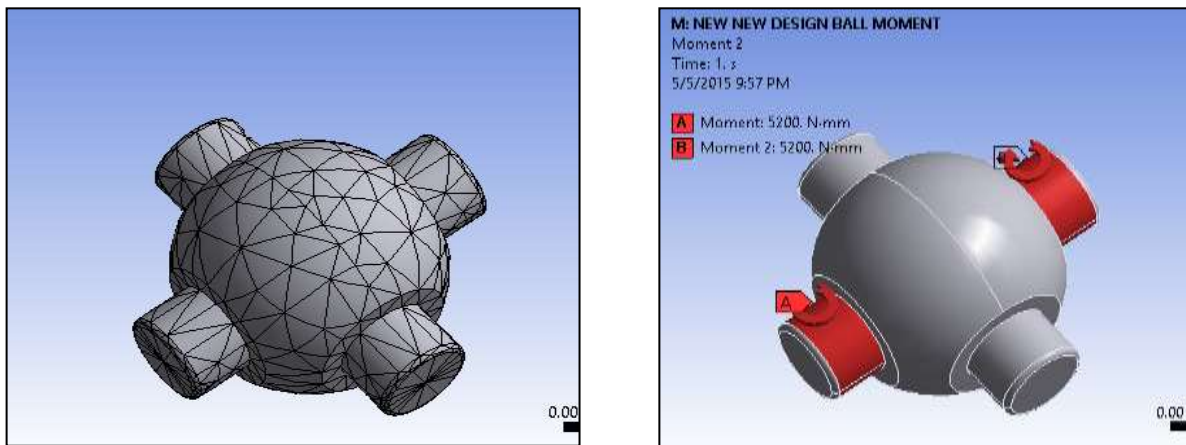 0.00
M: NEW NEW DESIGN BALL MOMENT
Moment 2
Time: 1. s
5/5/2015 9:57 PM
A Moment: 5200. N-mm
B Moment 2: 5200. N-mm
A
0.00